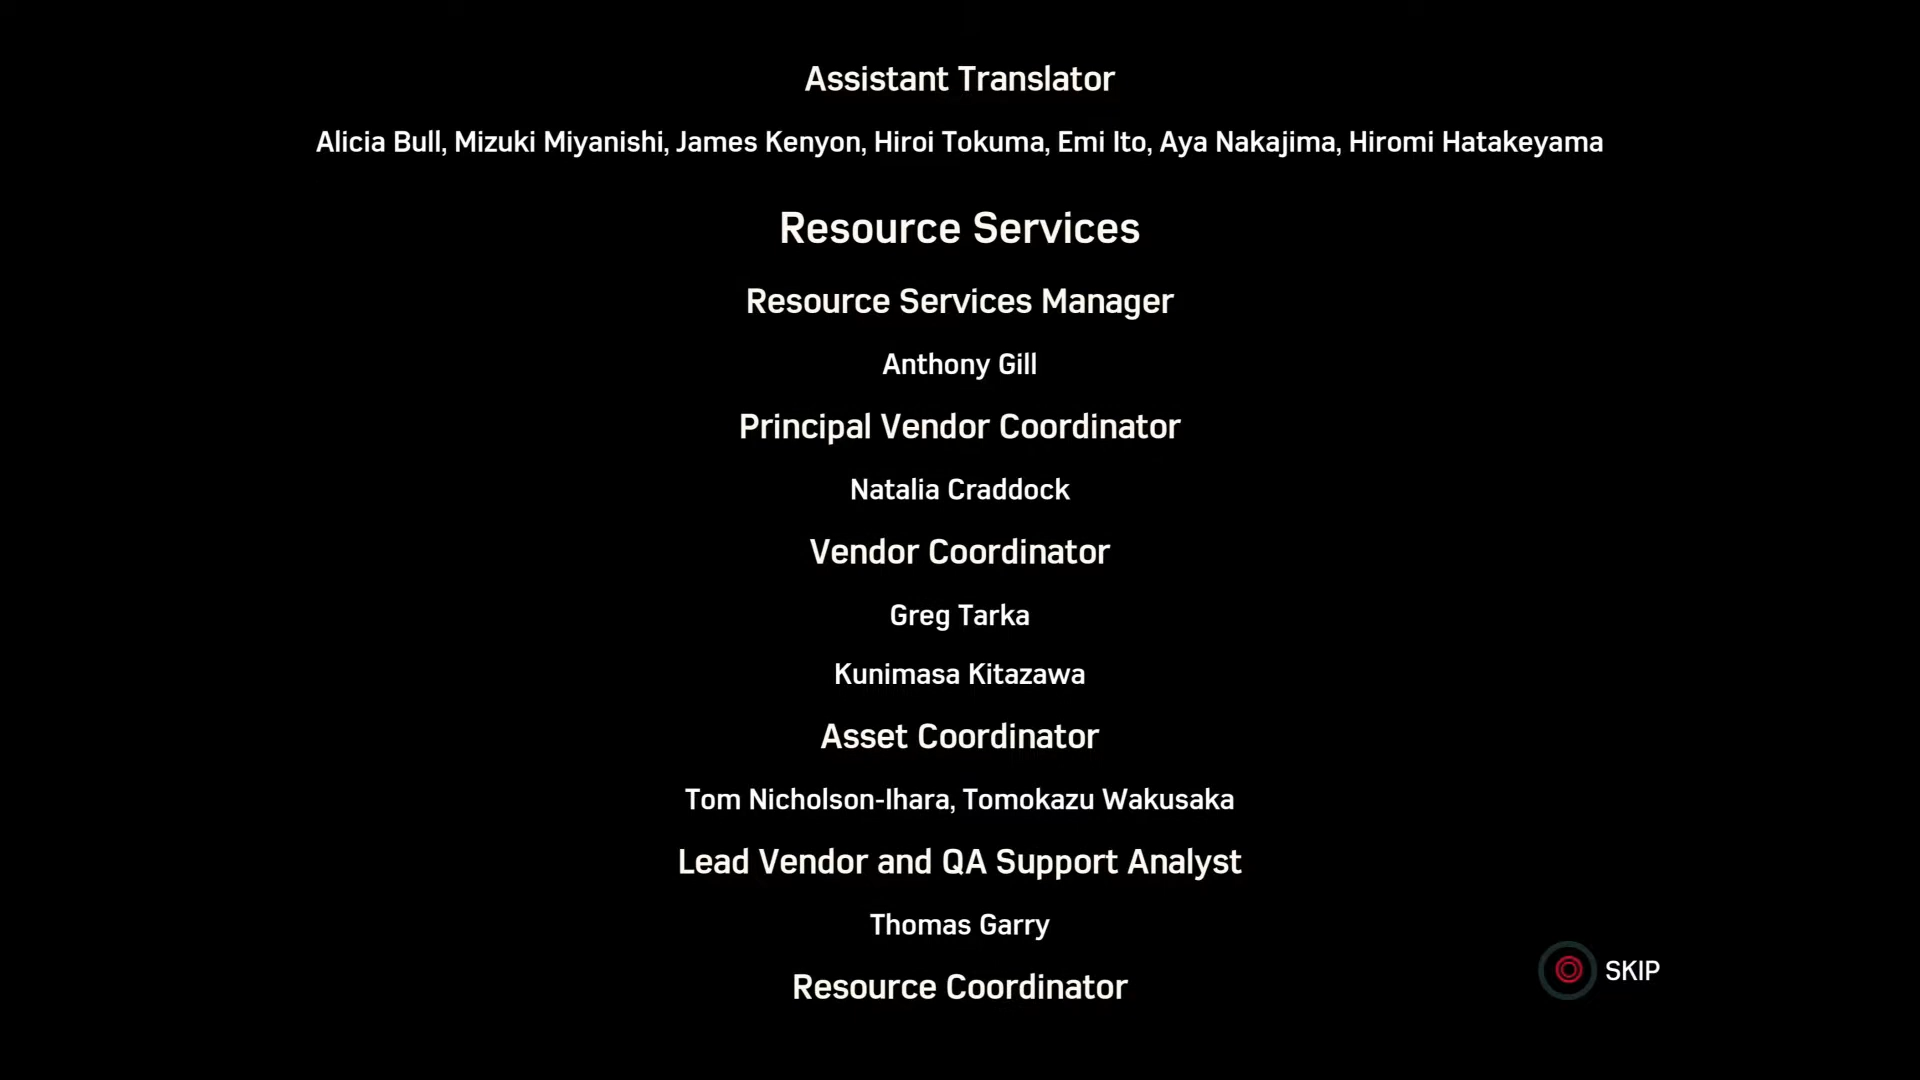 Assistant Translator
Alicia Bull, Mizuki Miyanishi, James Kenyon, Hiroi Tokuma, Emi Ito, Aya Nakajima, Hiromi Hatakeyama
Resource Services
Resource Services Manager
Anthony Gill
Principal Vendor Coordinator
Natalia Craddock
Vendor Coordinator
Greg Tarka
Kunimasa Kitazawa
Asset Coordinator
Tom Nicholson-Ihara, Tomokazu Wakusaka
Lead Vendor and QA Support Analyst
Thomas Garry
SKIP
Resource Coordinator